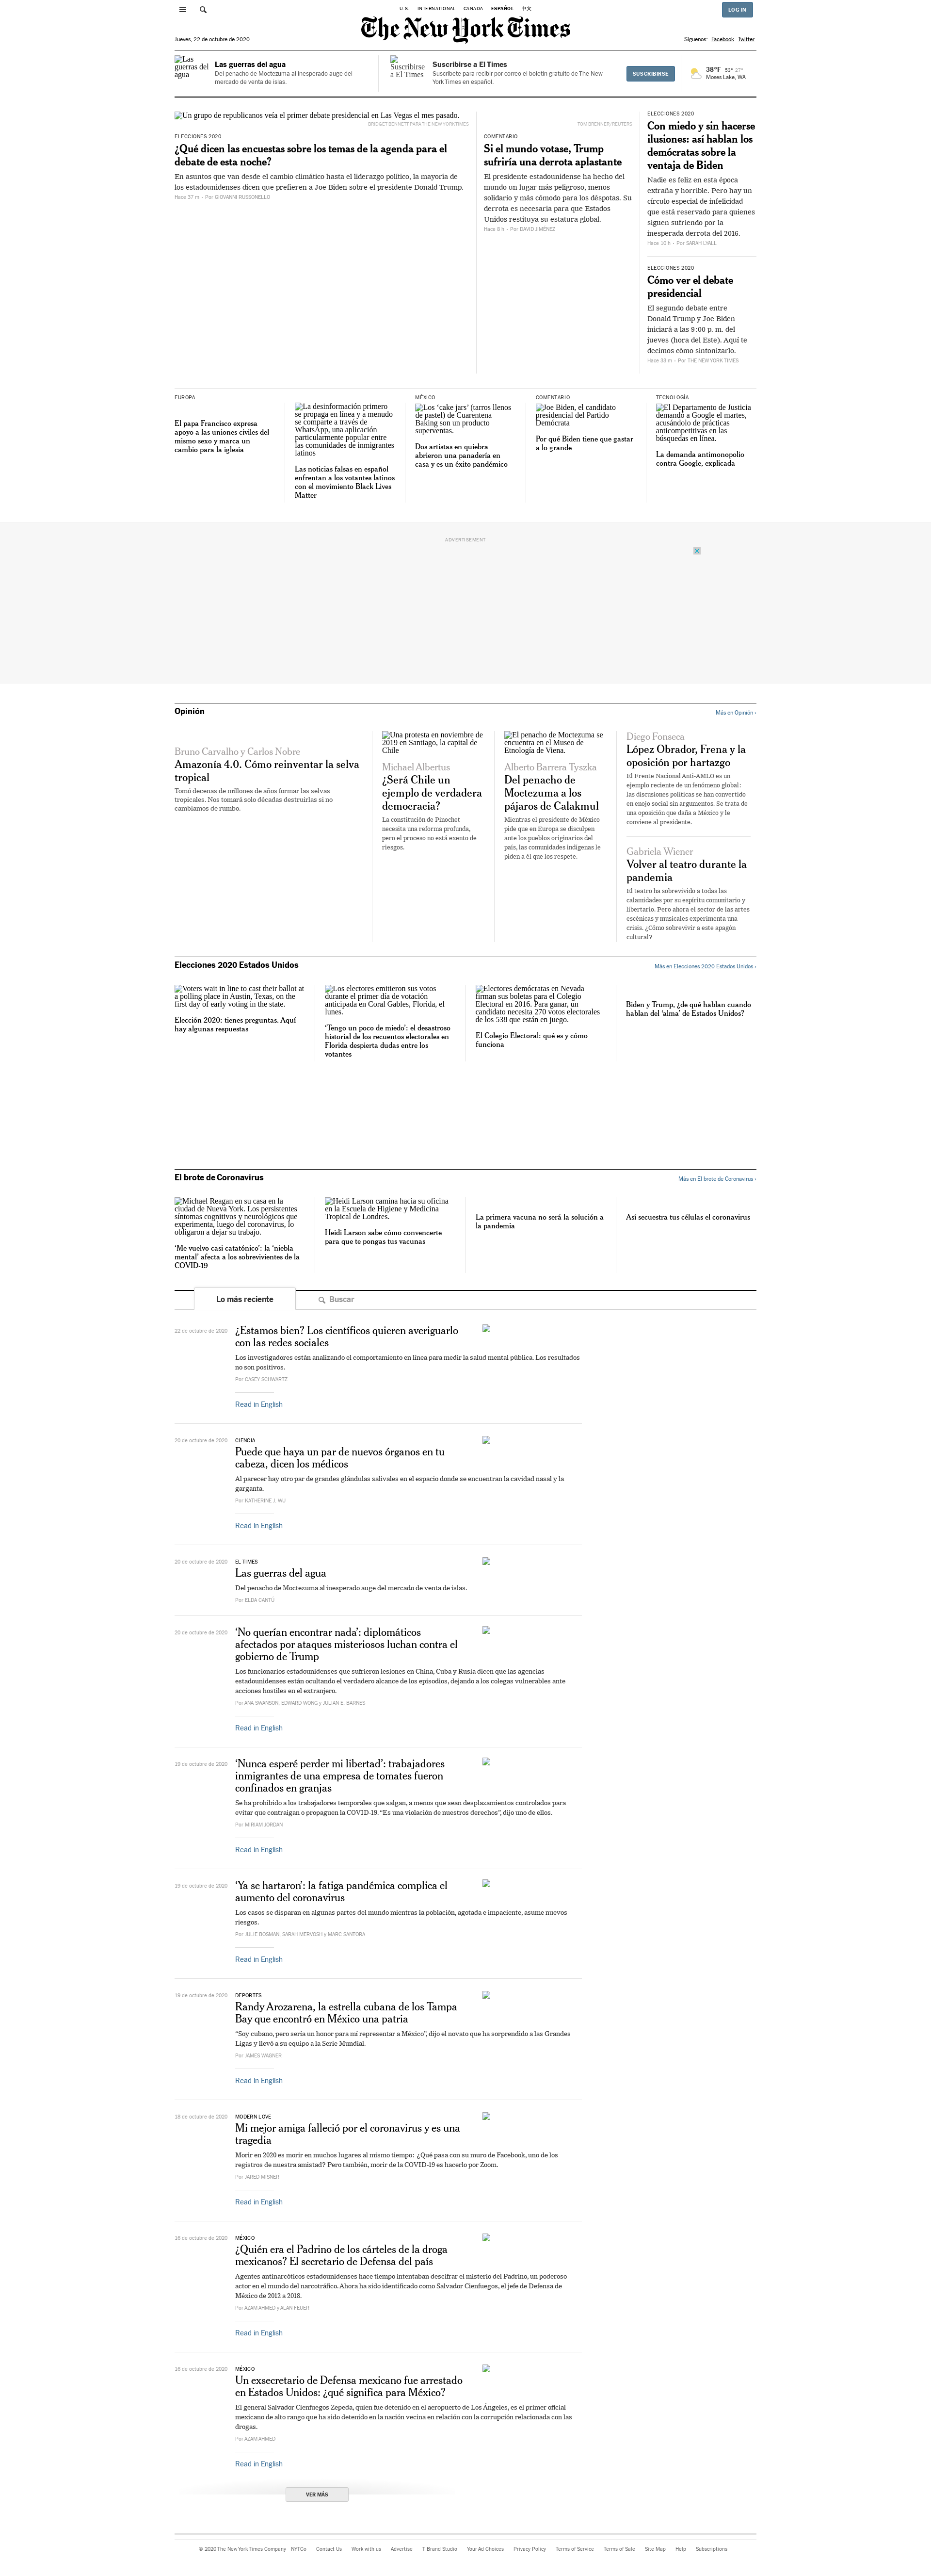 U.S. INTERNATIONAL CANADA ESPAÑOL 中文
LOG IN
The New York Times
Jueves, 22 de octubre de 2020
Síguenos: Facebook Twitter
Las guerras del agua
Las guerras del agua
Del penacho de Moctezuma al inesperado auge del mercado de venta de islas.
Suscribirse a El Times
Suscribirse a El Times
Suscríbete para recibir por correo el boletín gratuito de The New York Times en español.
SUSCRIBIRSE
38°F 53° 27°
Moses Lake, WA
Un grupo de republicanos veía el primer debate presidencial en Las Vegas el mes pasado.
BRIDGET BENNETT PARA THE NEW YORK TIMES
ELECCIONES 2020
¿Qué dicen las encuestas sobre los temas de la agenda para el debate de esta noche?
En asuntos que van desde el cambio climático hasta el liderazgo político, la mayoría de los estadounidenses dicen que prefieren a Joe Biden sobre el presidente Donald Trump.
Hace 57 m - Por GIOVANNI RUSSONELLO
TOM BRENNER/REUTERS
COMENTARIO
Si el mundo votase, Trump sufriría una derrota aplastante
El presidente estadounidense ha hecho del mundo un lugar más peligroso, menos solidario y más cómodo para los déspotas. Su derrota es necesaria para que Estados Unidos restituya su estatura global.
Hace 8 h - Por DAVID JIMÉNEZ
ELECCIONES 2020
Con miedo y sin hacerse ilusiones: así hablan los demócratas sobre la ventaja de Biden
Nadie es feliz en esta época extraña y horrible. Pero hay un círculo especial de infelicidad que está reservado para quienes siguen sufriendo por la inesperada derrota del 2016.
Hace 10 h - Por SARAH LYALL
ELECCIONES 2020
Cómo ver el debate presidencial
El segundo debate entre Donald Trump y Joe Biden iniciará a las 9:00 p. m. del jueves (hora del Este). Aquí te decimos cómo sintonizarlo.
Hace 33 m - Por THE NEW YORK TIMES
EUROPA
El papa Francisco expresa apoyo a las uniones civiles del mismo sexo y marca un cambio para la iglesia
La desinformación primero se propaga en línea y a menudo se comparte a través de WhatsApp, una aplicación particularmente popular entre las comunidades de inmigrantes latinos
Las noticias falsas en español enfrentan a los votantes latinos con el movimiento Black Lives Matter
MÉXICO
Los ‘cake jars’ (tarros llenos de pastel) de Cuarentena Baking son un producto superventas.
Dos artistas en quiebra abrieron una panadería en casa y es un éxito pandémico
COMENTARIO
Joe Biden, el candidato presidencial del Partido Demócrata
Por qué Biden tiene que gastar a lo grande
TECNOLOGÍA
El Departamento de Justicia demandó a Google el martes, acusándolo de prácticas anticompetitivas en las búsquedas en línea.
La demanda antimonopolio contra Google, explicada
ADVERTISEMENT
Opinión
Más en Opinión ›
Bruno Carvalho y Carlos Nobre
Amazonía 4.0. Cómo reinventar la selva tropical
Tomó decenas de millones de años formar las selvas tropicales. Nos tomará solo décadas destruirlas si no cambiamos de rumbo.
Una protesta en noviembre de 2019 en Santiago, la capital de Chile
Michael Albertus
¿Será Chile un ejemplo de verdadera democracia?
La constitución de Pinochet necesita una reforma profunda, pero el proceso no está exento de riesgos.
El penacho de Moctezuma se encuentra en el Museo de Etnología de Viena.
Alberto Barrera Tyszka
Del penacho de Moctezuma a los pájaros de Calakmul
Mientras el presidente de México pide que en Europa se disculpen ante los pueblos originarios del país, las comunidades indígenas le piden a él que los respete.
Diego Fonseca
López Obrador, Frena y la oposición por hartazgo
El Frente Nacional Anti-AMLO es un ejemplo reciente de un fenómeno global: las discusiones políticas se han convertido en enojo social sin argumentos. Se trata de una oposición que daña a México y le conviene al presidente.
Gabriela Wiener
Volver al teatro durante la pandemia
El teatro ha sobrevivido a todas las calamidades por su espíritu comunitario y libertario. Pero ahora el sector de las artes escénicas y musicales experimenta una crisis. ¿Cómo sobrevivir a este apagón cultural?
Elecciones 2020 Estados Unidos
Más en Elecciones 2020 Estados Unidos ›
Voters wait in line to cast their ballot at a polling place in Austin, Texas, on the first day of early voting in the state.
Elección 2020: tienes preguntas. Aquí hay algunas respuestas
Los electores emitieron sus votos durante el primer día de votación anticipada en Coral Gables, Florida, el lunes.
‘Tengo un poco de miedo’: el desastroso historial de los recuentos electorales en Florida despierta dudas entre los votantes
Electores demócratas en Nevada firman sus boletas para el Colegio Electoral en 2016. Para ganar, un candidato necesita 270 votos electorales de los 538 que están en juego.
El Colegio Electoral: qué es y cómo funciona
Biden y Trump, ¿de qué hablan cuando hablan del ‘alma’ de Estados Unidos?
El brote de Coronavirus
Más en El brote de Coronavirus ›
Michael Reagan en su casa en la ciudad de Nueva York. Los persistentes síntomas cognitivos y neurológicos que experimenta, luego del coronavirus, lo obligaron a dejar su trabajo.
‘Me vuelvo casi catatónico’: la ‘niebla mental’ afecta a los sobrevivientes de la COVID-19
Heidi Larson camina hacia su oficina en la Escuela de Higiene y Medicina Tropical de Londres.
Heidi Larson sabe cómo convencerte para que te pongas tus vacunas
La primera vacuna no será la solución a la pandemia
Así secuestra tus células el coronavirus
Lo más reciente
Buscar
22 de octubre de 2020
¿Estamos bien? Los científicos quieren averiguarlo con las redes sociales
Los investigadores están analizando el comportamiento en línea para medir la salud mental pública. Los resultados no son positivos.
Por CASEY SCHWARTZ
Read in English
20 de octubre de 2020
CIENCIA
Puede que haya un par de nuevos órganos en tu cabeza, dicen los médicos
Al parecer hay otro par de grandes glándulas salivales en el espacio donde se encuentran la cavidad nasal y la garganta.
Por KATHERINE J. WU
Read in English
20 de octubre de 2020
EL TIMES
Las guerras del agua
Del penacho de Moctezuma al inesperado auge del mercado de venta de islas.
Por ELDA CANTÚ
20 de octubre de 2020
‘No querían encontrar nada’: diplomáticos afectados por ataques misteriosos luchan contra el gobierno de Trump
Los funcionarios estadounidenses que sufrieron lesiones en China, Cuba y Rusia dicen que las agencias estadounidenses están ocultando el verdadero alcance de los episodios, dejando a los colegas vulnerables ante acciones hostiles en el extranjero.
Por ANA SWANSON, EDWARD WONG y JULIAN E. BARNES
Read in English
19 de octubre de 2020
‘Nunca esperé perder mi libertad’: trabajadores inmigrantes de una empresa de tomates fueron confinados en granjas
Se ha prohibido a los trabajadores temporales que salgan, a menos que sean desplazamientos controlados para evitar que contraigan o propaguen la COVID-19. “Es una violación de nuestros derechos”, dijo uno de ellos.
Por MIRIAM JORDAN
Read in English
19 de octubre de 2020
‘Ya se hartaron’: la fatiga pandémica complica el aumento del coronavirus
Los casos se disparan en algunas partes del mundo mientras la población, agotada e impaciente, asume nuevos riesgos.
Por JULIE BOSMAN, SARAH MERVOSH y MARC SANTORA
Read in English
19 de octubre de 2020
DEPORTES
Randy Arozarena, la estrella cubana de los Tampa Bay que encontró en México una patria
“Soy cubano, pero sería un honor para mí representar a México”, dijo el novato que ha sorprendido a las Grandes Ligas y llevó a su equipo a la Serie Mundial.
Por JAMES WAGNER
Read in English
18 de octubre de 2020
MODERN LOVE
Mi mejor amiga falleció por el coronavirus y es una tragedia
Morir en 2020 es morir en muchos lugares al mismo tiempo: ¿Qué pasa con su muro de Facebook, uno de los registros de nuestra amistad? Pero también, morir de la COVID-19 es hacerlo por Zoom.
Por JARED MISNER
Read in English
16 de octubre de 2020
MÉXICO
¿Quién era el Padrino de los cárteles de la droga mexicanos? El secretario de Defensa del país
Agentes antinarcóticos estadounidenses hace tiempo intentaban descifrar el misterio del Padrino, un poderoso actor en el mundo del narcotráfico. Ahora ha sido identificado como Salvador Cienfuegos, el jefe de Defensa de México de 2012 a 2018.
Por AZAM AHMED y ALAN FEUER
Read in English
16 de octubre de 2020
MÉXICO
Un exsecretario de Defensa mexicano fue arrestado en Estados Unidos: ¿qué significa para México?
El general Salvador Cienfuegos Zepeda, quien fue detenido en el aeropuerto de Los Ángeles, es el primer oficial mexicano de alto rango que ha sido detenido en la nación vecina en relación con la corrupción relacionada con las drogas.
Por AZAM AHMED
Read in English
VER MÁS
© 2020 The New York Times Company NYTCo Contact Us Work with us Advertise T Brand Studio Your Ad Choices Privacy Policy Terms of Service Terms of Sale Site Map Help Subscriptions